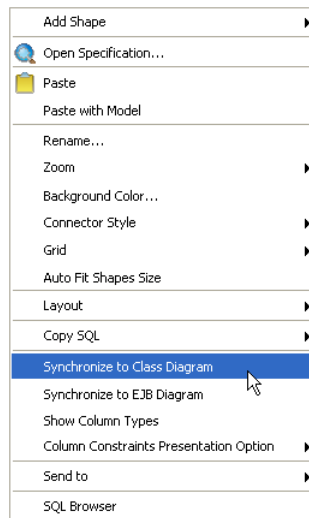 Add Shape
Open Specification...
Paste
Paste with Model
Rename...
Zoom
Background Color...
Connector Style
Grid
Auto Fit Shapes Size
Layout
Copy SQL
Synchronize to Class Diagram
Synchronize to EJB Diagram
Show Column Types
Column Constraints Presentation Option
Send to
SQL Browser